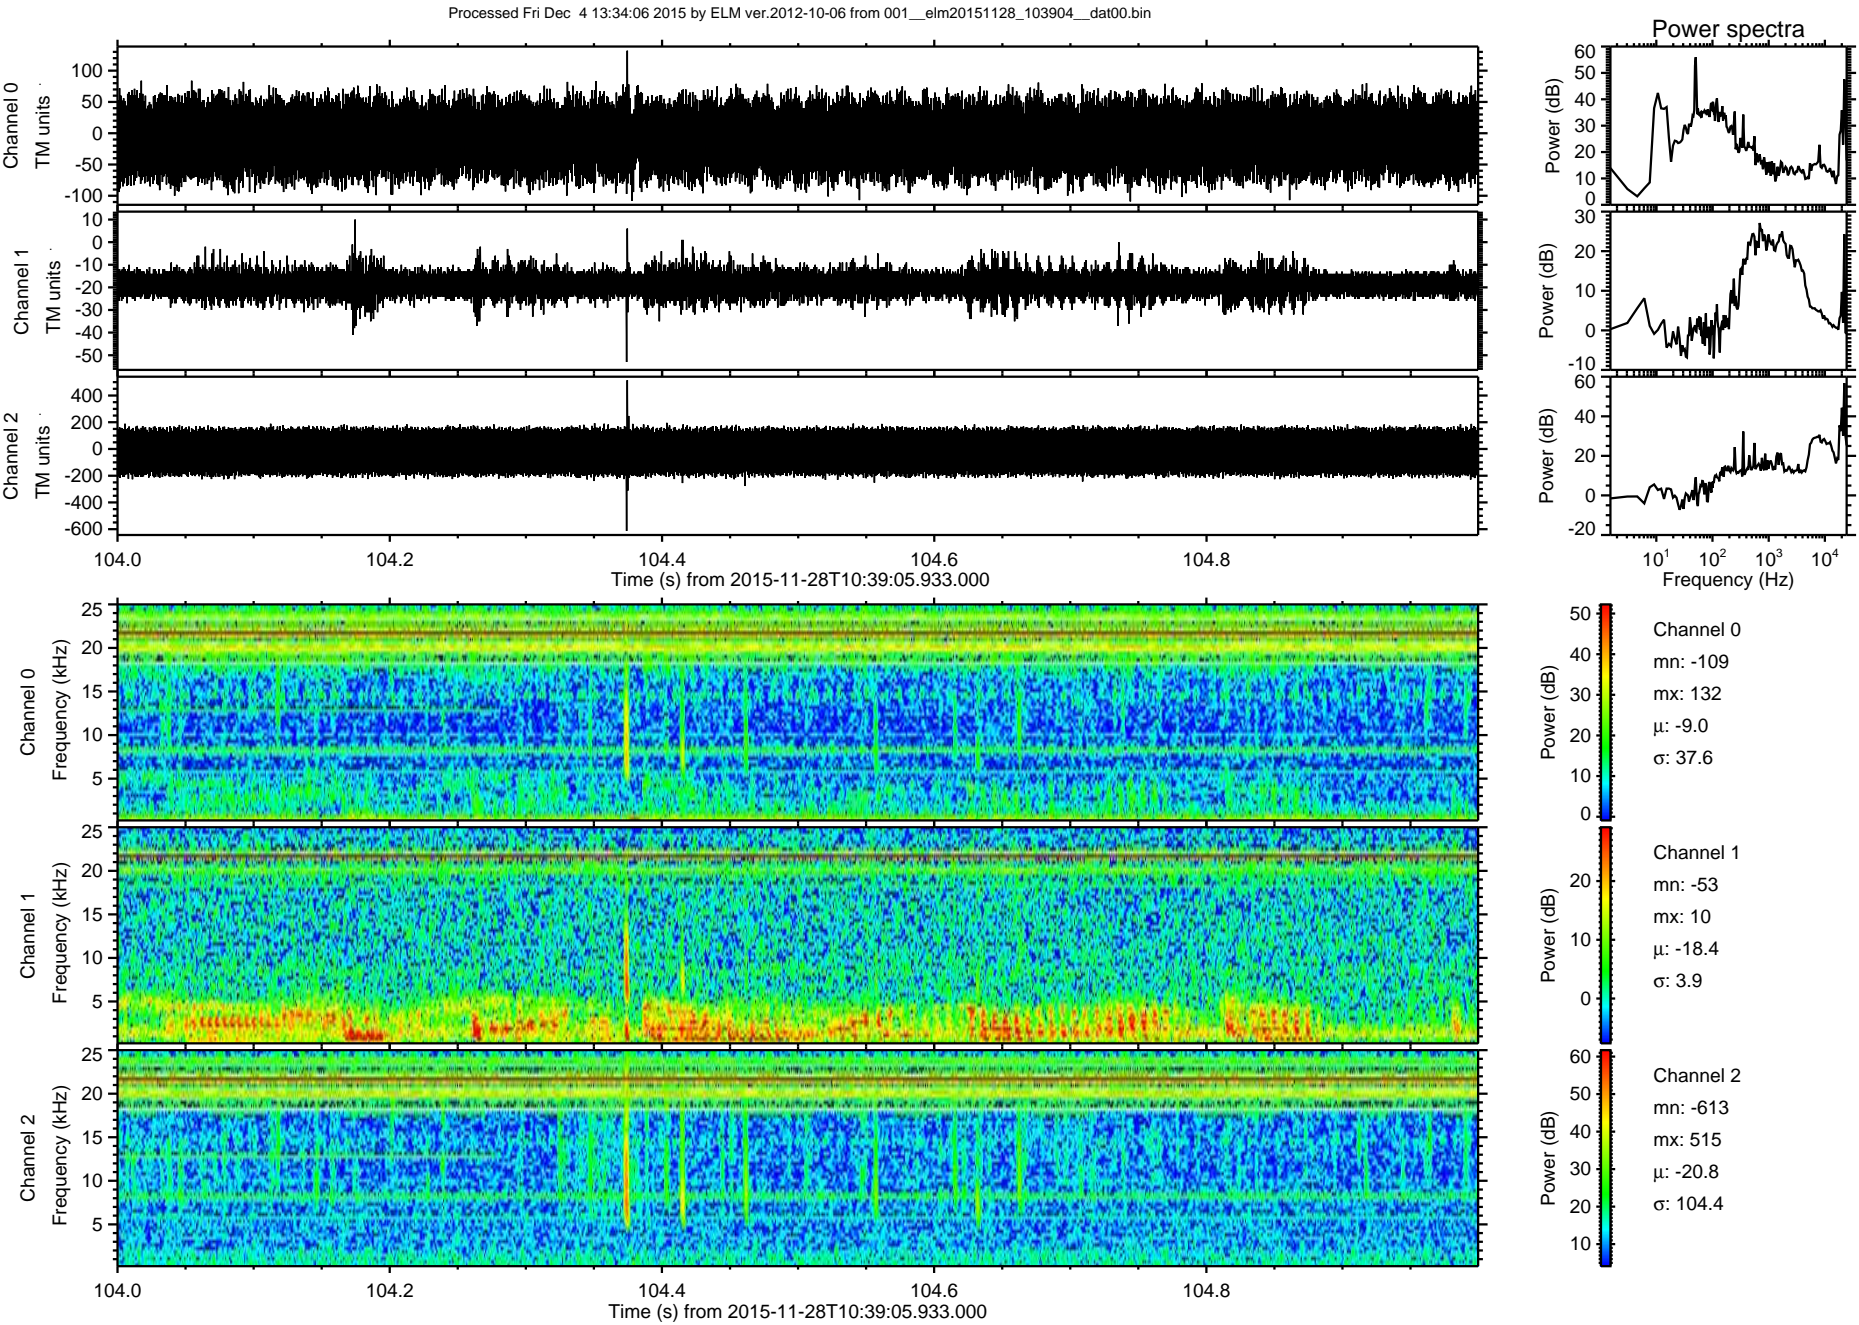 Processed Fri Dec  4 13:34:06 2015 by ELM ver.2012-10-06 from 001__elm20151128_103904__dat00.bin
Power spectra
Channel 0
TM units
100
50
0
-50
-100
Power (dB)
60
50
40
30
20
10
0
Channel 1
TM units
10
0
-10
-20
-30
-40
-50
Power (dB)
30
20
10
0
-10
Channel 2
TM units
400
200
0
-200
-400
-600
Power (dB)
60
40
20
0
-20
104.0 104.2 104.4 104.6 104.8
Time (s) from 2015-11-28T10:39:05.933.000
10^1 10^2 10^3 10^4
Frequency (Hz)
Channel 0
Frequency (kHz)
25
20
15
10
5
Power (dB)
50
40
30
20
10
0
Channel 0
mn: -109
mx: 132
μ: -9.0
σ: 37.6
Channel 1
Frequency (kHz)
25
20
15
10
5
Power (dB)
20
10
0
Channel 1
mn: -53
mx: 10
μ: -18.4
σ: 3.9
Channel 2
Frequency (kHz)
25
20
15
10
5
Power (dB)
60
50
40
30
20
10
Channel 2
mn: -613
mx: 515
μ: -20.8
σ: 104.4
104.0 104.2 104.4 104.6 104.8
Time (s) from 2015-11-28T10:39:05.933.000